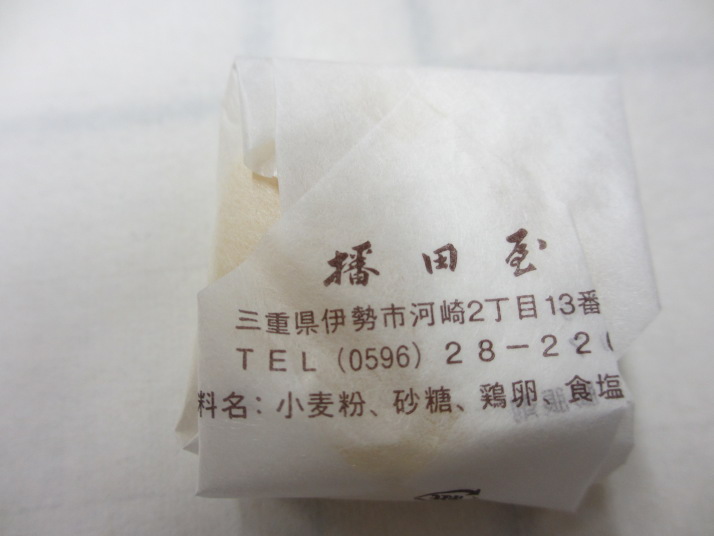 播田屋
三重県伊勢市河崎2丁目13番
TEL (0596) 28-22
料名：小麦粉、砂糖、鶏卵、食塩